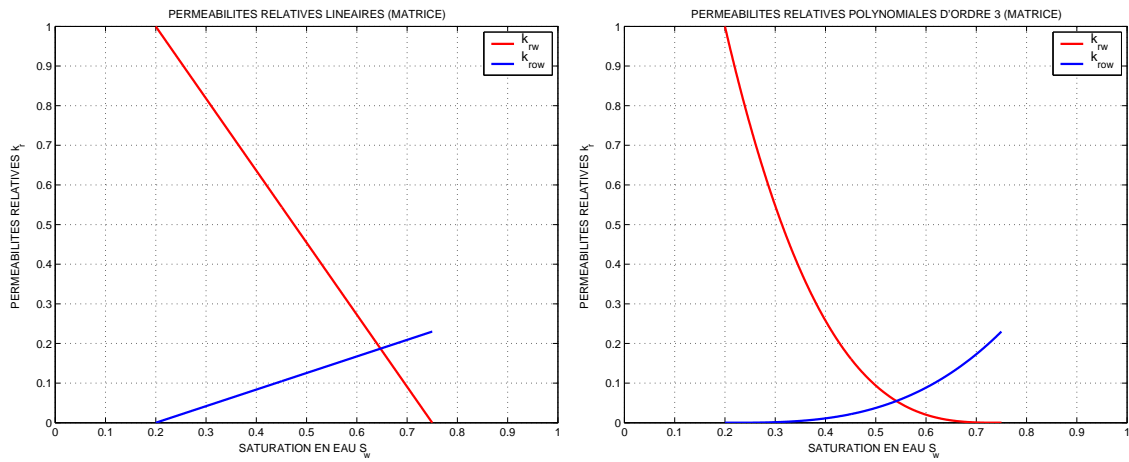 PERMEABILITES RELATIVES LINEAIRES (MATRICE)
1
0.9
0.8
0.7
0.6
0.5
0.4
0.3
0.2
0.1
0
PERMEABILITES RELATIVES k_r
k_rw
k_row
0 0.1 0.2 0.3 0.4 0.5 0.6 0.7 0.8 0.9 1
SATURATION EN EAU S_w
PERMEABILITES RELATIVES POLYNOMIALES D'ORDRE 3 (MATRICE)
1
0.9
0.8
0.7
0.6
0.5
0.4
0.3
0.2
0.1
0
PERMEABILITES RELATIVES k_r
k_rw
k_row
0 0.1 0.2 0.3 0.4 0.5 0.6 0.7 0.8 0.9 1
SATURATION EN EAU S_w